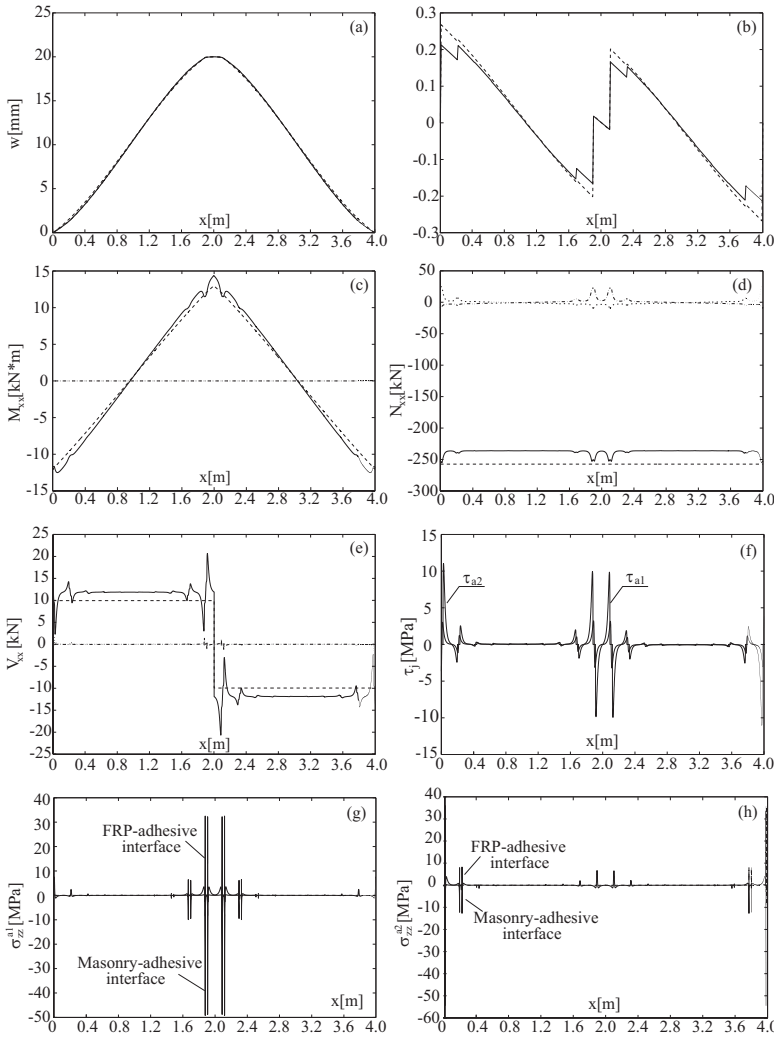 (a)
w[mm]
25
20
15
10
5
0
x[m]
0 0.4 0.8 1.2 1.6 2.0 2.4 2.8 3.2 3.6 4.0
(b)
0.3
0.2
0.1
0
-0.1
-0.2
-0.3
x[m]
0 0.4 0.8 1.2 1.6 2.0 2.4 2.8 3.2 3.6 4.0
(c)
M_xx[kN*m]
15
10
5
0
-5
-10
-15
x[m]
0 0.4 0.8 1.2 1.6 2.0 2.4 2.8 3.2 3.6 4.0
(d)
N_xx[kN]
50
0
-50
-100
-150
-200
-250
-300
x[m]
0 0.4 0.8 1.2 1.6 2.0 2.4 2.8 3.2 3.6 4.0
(e)
V_xx [kN]
25
20
15
10
5
0
-5
-10
-15
-20
-25
x[m]
0 0.4 0.8 1.2 1.6 2.0 2.4 2.8 3.2 3.6 4.0
(f)
τ_j [MPa]
15
10
5
0
-5
-10
-15
τ_a2
τ_a1
x[m]
0 0.4 0.8 1.2 1.6 2.0 2.4 2.8 3.2 3.6 4.0
(g)
σ_zz^a1 [MPa]
40
30
20
10
0
-10
-20
-30
-40
-50
FRP-adhesive
interface
Masonry-adhesive
interface
x[m]
0 0.4 0.8 1.2 1.6 2.0 2.4 2.8 3.2 3.6 4.0
(h)
σ_zz^a2 [MPa]
40
30
20
10
0
-10
-20
-30
-40
-50
-60
FRP-adhesive
interface
Masonry-adhesive
interface
x[m]
0 0.4 0.8 1.2 1.6 2.0 2.4 2.8 3.2 3.6 4.0